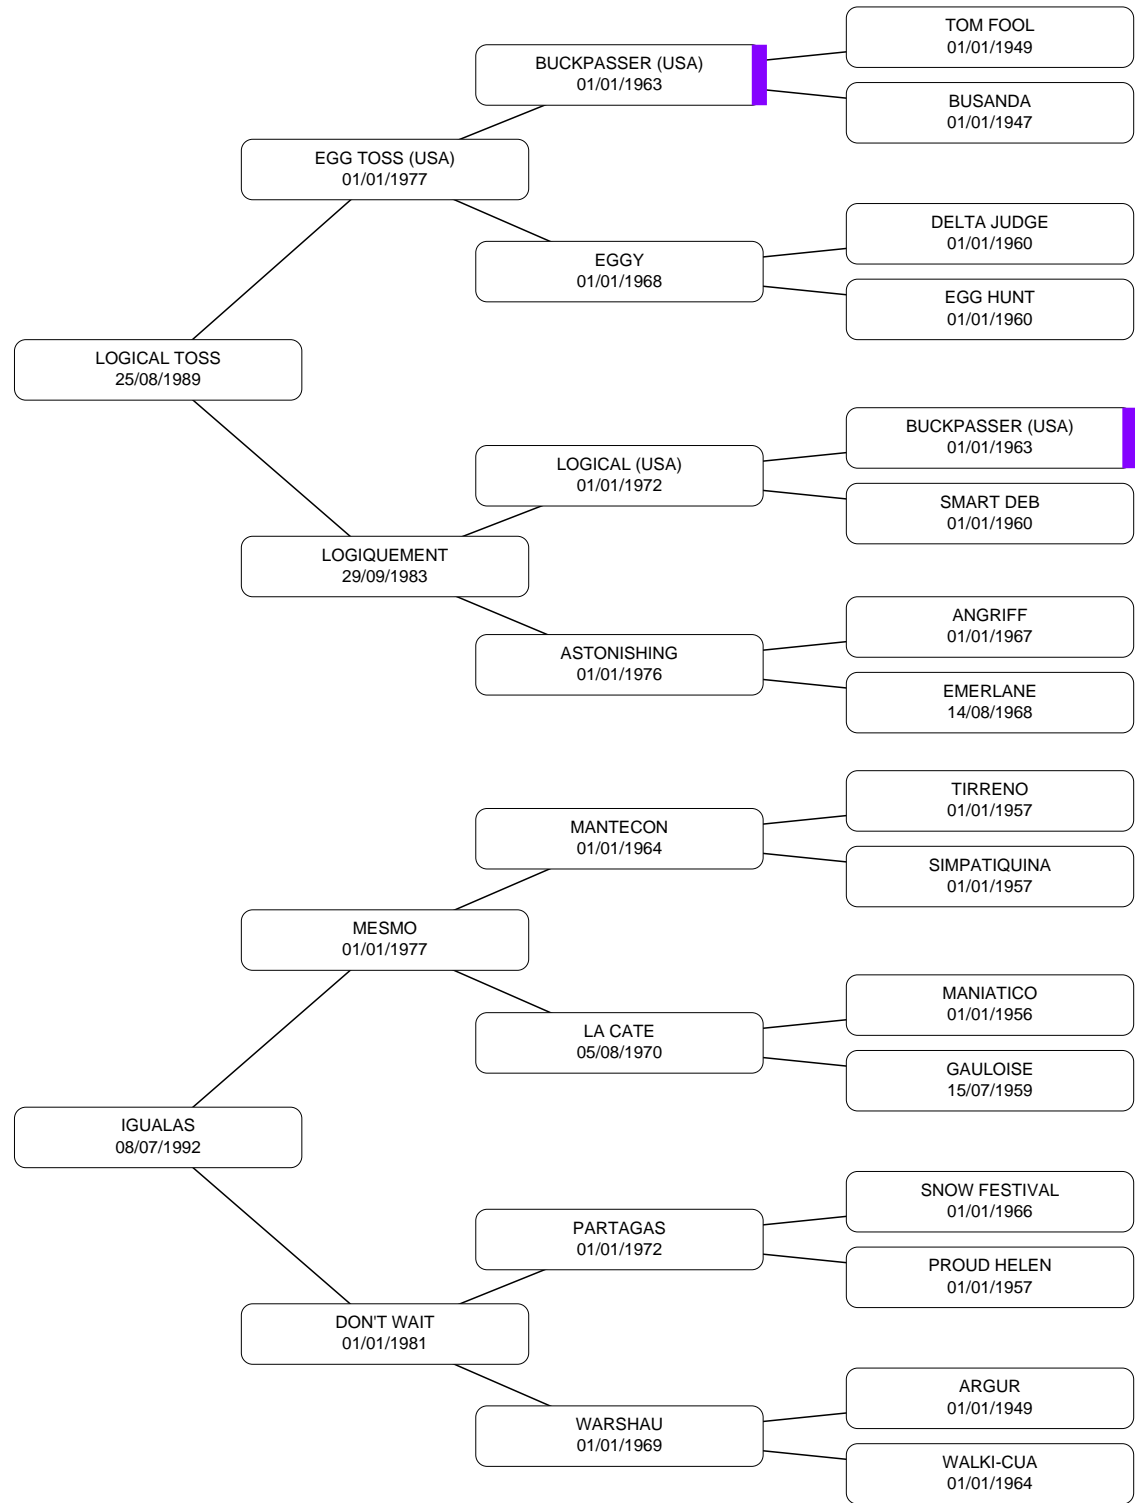 TOM FOOL
01/01/1949
BUCKPASSER (USA)
01/01/1963
BUSANDA
01/01/1947
EGG TOSS (USA)
01/01/1977
DELTA JUDGE
01/01/1960
EGGY
01/01/1968
EGG HUNT
01/01/1960
LOGICAL TOSS
25/08/1989
BUCKPASSER (USA)
01/01/1963
LOGICAL (USA)
01/01/1972
SMART DEB
01/01/1960
LOGIQUEMENT
29/09/1983
ANGRIFF
01/01/1967
ASTONISHING
01/01/1976
EMERLANE
14/08/1968
TIRRENO
01/01/1957
MANTECON
01/01/1964
SIMPATIQUINA
01/01/1957
MESMO
01/01/1977
MANIATICO
01/01/1956
LA CATE
05/08/1970
GAULOISE
15/07/1959
IGUALAS
08/07/1992
SNOW FESTIVAL
01/01/1966
PARTAGAS
01/01/1972
PROUD HELEN
01/01/1957
DON'T WAIT
01/01/1981
ARGUR
01/01/1949
WARSHAU
01/01/1969
WALKI-CUA
01/01/1964